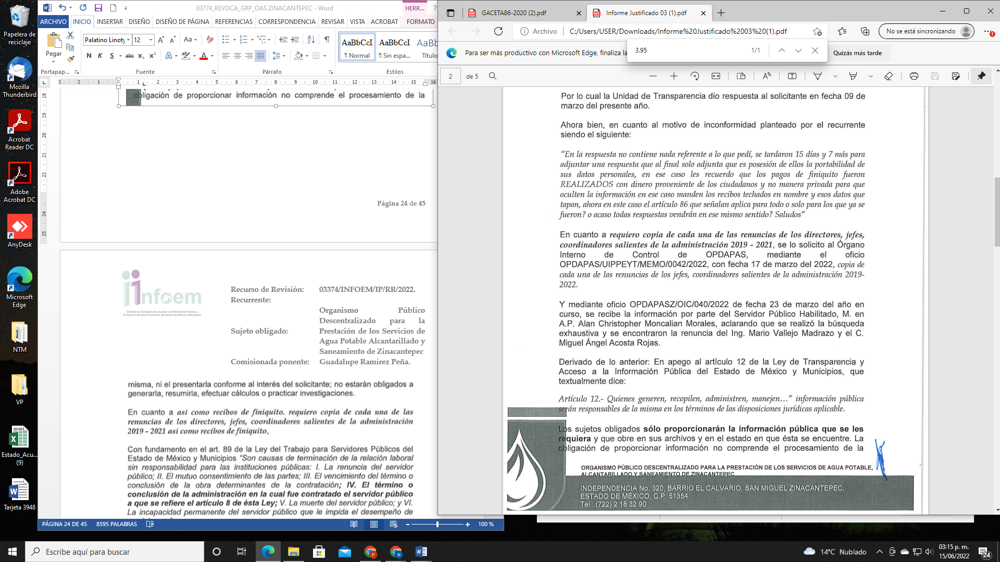 Papelera de reciclaje
Mozilla Thunderbird
Acrobat Reader DC
Adobe Acrobat DC
AnyDesk
Microsoft Edge
NTM
VP
Estado_Acu... (9)
Tarjeta 3948
03774_REVOCA_GRP_OAS ZINACANTEPEC - Word
HERR...
ARCHIVO INICIO INSERTAR DISEÑO DISEÑO DE PÁGINA REFERENCIAS CORRESPONDENCIA REVISAR VISTA ACROBAT FORMATO
Pegar
Palatino Linoty 12
N K S abc x₂ x²
AaBbCcI AaBbCcI AaBbC
¶ Normal ¶ Sin espa... Título
Portapap... Fuente Párrafo Estilos
3 2 1 1 2 3 4 5 6 7 8 9 10 11 12 13 14 15 16
18 19 20 21 22 24 25
obligación de proporcionar información no comprende el procesamiento de la
Página 24 de 45
infoem
Instituto de Transparencia, Acceso a la Información Pública y
Protección de Datos Personales del Estado de México y Municipios
Recurso de Revisión: 03374/INFOEM/IP/RR/2022.
Recurrente:
Organismo Público
Descentralizado para la
Sujeto obligado: Prestación de los Servicios de
Agua Potable Alcantarillado y
Saneamiento de Zinacantepec
Comisionada ponente: Guadalupe Ramírez Peña.
misma, ni el presentarla conforme al interés del solicitante; no estarán obligados a
generarla, resumirla, efectuar cálculos o practicar investigaciones.
En cuanto a asi como recibos de finiquito. requiero copia de cada una de las
renuncias de los directores, jefes, coordinadores salientes de la administración
2019 - 2021 asi como recibos de finiquito,
Con fundamento en el art. 89 de la Ley del Trabajo para Servidores Públicos del
Estado de México y Municipios "Son causas de terminación de la relación laboral
sin responsabilidad para las instituciones públicas: I. La renuncia del servidor
público; II. El mutuo consentimiento de las partes; III. El vencimiento del término o
conclusión de la obra determinantes de la contratación; IV. El término o
conclusión de la administración en la cual fue contratado el servidor público
a que se refiere el artículo 8 de ésta Ley; V. La muerte del servidor público; y VI.
La incapacidad permanente del servidor público que le impida el desempeño de
PÁGINA 24 DE 45 8595 PALABRAS 100 %
GACETA86-2020 (2).pdf
Informe Justificado 03 (1).pdf
Archivo C:/Users/USER/Downloads/Informe%20Justificado%2003%20(1).pdf
No se está sincronizando
Para ser más productivo con Microsoft Edge, finaliza la
3.95 1/1
Quizás más tarde
2 de 5
Por lo cual la Unidad de Transparencia dio respuesta al solicitante en fecha 09 de
marzo del presente año.
Ahora bien, en cuanto al motivo de inconformidad planteado por el recurrente
siendo el siguiente:
"En la respuesta no contiene nada referente a lo que pedí, se tardaron 15 días y 7 más para
adjuntar una respuesta que al final solo adjunta que es posesión de ellos la portabilidad de
sus datos personales, en ese caso les recuerdo que los pagos de finiquito fueron
REALIZADOS con dinero proveniente de los ciudadanos y no manera privada para que
oculten la información en ese caso manden los recibos techados en nombre y esos datos que
tapan, ahora en este caso el artículo 86 que señalan aplica para todo o solo para los que ya se
fueron? o acaso todas respuestas vendrán en ese mismo sentido? Saludos"
En cuanto a requiero copia de cada una de las renuncias de los directores, jefes,
coordinadores salientes de la administración 2019 - 2021, se lo solicito al Órgano
Interno de Control de OPDAPAS, mediante el oficio
OPDAPAS/UIPPEYT/MEMO/0042/2022, con fecha 17 de marzo del 2022, copia de
cada una de las renuncias de los jefes, coordinadores salientes de la administración 2019-
2022.
Y mediante oficio OPDAPASZ/OIC/040/2022 de fecha 23 de marzo del año en
curso, se recibe la información por parte del Servidor Público Habilitado, M. en
A.P. Alan Christopher Moncalian Morales, aclarando que se realizó la búsqueda
exhaustiva y se encontraron la renuncia del Ing. Mario Vallejo Madrazo y el C.
Miguel Ángel Acosta Rojas.
Derivado de lo anterior: En apego al artículo 12 de la Ley de Transparencia y
Acceso a la Información Pública del Estado de México y Municipios, que
textualmente dice:
Artículo 12.- Quienes generen, recopilen, administren, manejen..." información pública
serán responsables de la misma en los términos de las disposiciones jurídicas aplicable.
Los sujetos obligados sólo proporcionarán la información pública que se les
requiera y que obre en sus archivos y en el estado en que ésta se encuentre. La
obligación de proporcionar información no comprende el procesamiento de la
ORGANISMO PÚBLICO DESCENTRALIZADO PARA LA PRESTACIÓN DE LOS SERVICIOS DE AGUA POTABLE,
ALCANTARILLADO Y SANEAMIENTO DE ZINACANTEPEC
INDEPENDENCIA No. 320, BARRIO EL CALVARIO, SAN MIGUEL ZINACANTEPEC,
ESTADO DE MÉXICO, C.P. 51354
Tel.: (722) 2 18 32 90
Escribe aquí para buscar
14°C Nublado
03:15 p. m.
15/06/2022
24